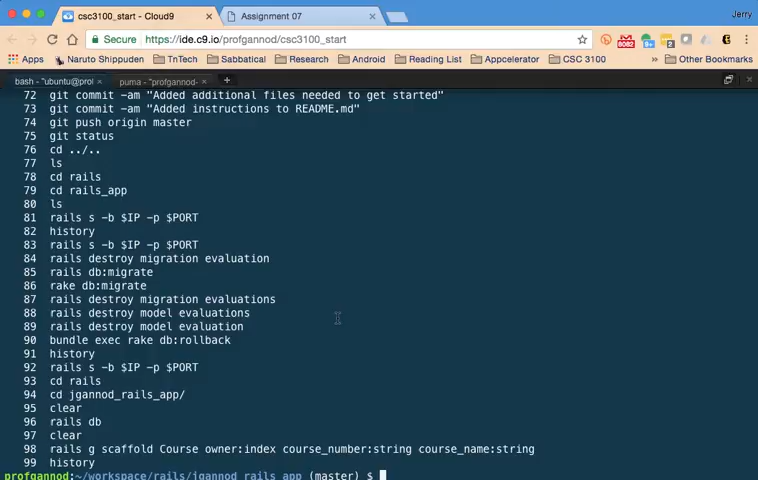 csc3100_start - Cloud9
Assignment 07
Jerry
Secure
https://ide.c9.io/profgannod/csc3100_start
Apps
Naruto Shippuden
TnTech
Sabbatical
Research
Android
Reading List
Appcelerator
CSC 3100
Other Bookmarks
bash - "ubuntu@prof
puma - "profgannod-
72 git commit -am "Added additional files needed to get started"
73 git commit -am "Added instructions to README.md"
74 git push origin master
75 git status
76 cd ../..
77 ls
78 cd rails
79 cd rails_app
80 ls
81 rails s -b $IP -p $PORT
82 history
83 rails s -b $IP -p $PORT
84 rails destroy migration evaluation
85 rails db:migrate
86 rake db:migrate
87 rails destroy migration evaluations
88 rails destroy model evaluations
89 rails destroy model evaluation
90 bundle exec rake db:rollback
91 history
92 rails s -b $IP -p $PORT
93 cd rails
94 cd jgannod_rails_app/
95 clear
96 rails db
97 clear
98 rails g scaffold Course owner:index course_number:string course_name:string
99 history
profgannod:~/workspace/rails/jgannod_rails_app (master) $